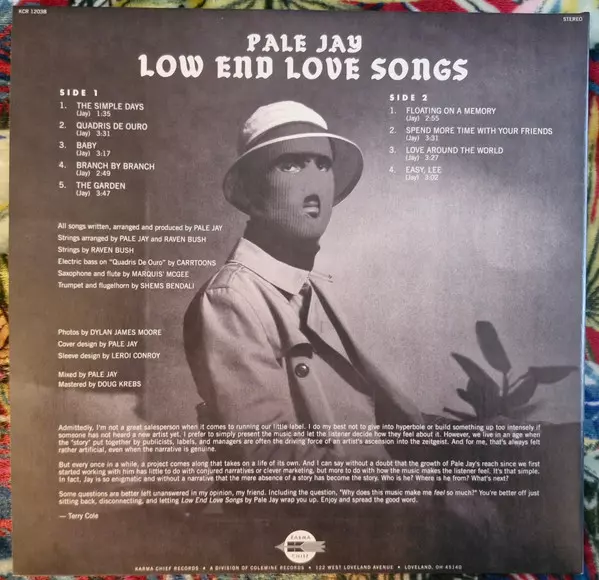 KCR 12038
STEREO
PALE JAY
LOW END LOVE SONGS
SIDE 1
1. THE SIMPLE DAYS
(Jay) 1:35
2. QUADRIS DE OURO
(Jay) 3:31
3. BABY
(Jay) 3:17
4. BRANCH BY BRANCH
(Jay) 2:49
5. THE GARDEN
(Jay) 3:47
SIDE 2
1. FLOATING ON A MEMORY
(Jay) 2:55
2. SPEND MORE TIME WITH YOUR FRIENDS
(Jay) 3:31
3. LOVE AROUND THE WORLD
(Jay) 3:27
4. EASY, LEE
(Jay) 3:02
All songs written, arranged and produced by PALE JAY
Strings arranged by PALE JAY and RAVEN BUSH
Strings by RAVEN BUSH
Electric bass on "Quadris De Ouro" by CARRTOONS
Saxophone and flute by MARQUIS' MCGEE
Trumpet and flugelhorn by SHEMS BENDALI
Photos by DYLAN JAMES MOORE
Cover design by PALE JAY
Sleeve design by LEROI CONROY
Mixed by PALE JAY
Mastered by DOUG KREBS
Admittedly, I'm not a great salesperson when it comes to running our little label. I do my best not to give into hyperbole or build something up too intensely if
someone has not heard a new artist yet. I prefer to simply present the music and let the listener decide how they feel about it. However, we live in an age when
the "story" put together by publicists, labels, and managers are often the driving force of an artist's ascension into the zeitgeist. And for me, that's always felt
rather artificial, even when the narrative is genuine.
But every once in a while, a project comes along that takes on a life of its own. And I can say without a doubt that the growth of Pale Jay's reach since we first
started working with him has little to do with conjured narratives or clever marketing, but more to do with how the music makes the listener feel. It's that simple.
In fact, Jay is so enigmatic and without a narrative that the mere absence of a story has become the story. Who is he? Where is he from? What's next?
Some questions are better left unanswered in my opinion, my friend. Including the question, "Why does this music make me feel so much?" You're better off just
sitting back, disconnecting, and letting Low End Love Songs by Pale Jay wrap you up. Enjoy and spread the good word.
— Terry Cole
KARMA
CHIEF
KARMA CHIEF RECORDS • A DIVISION OF COLEMINE RECORDS • 122 WEST LOVELAND AVENUE • LOVELAND, OH 45140